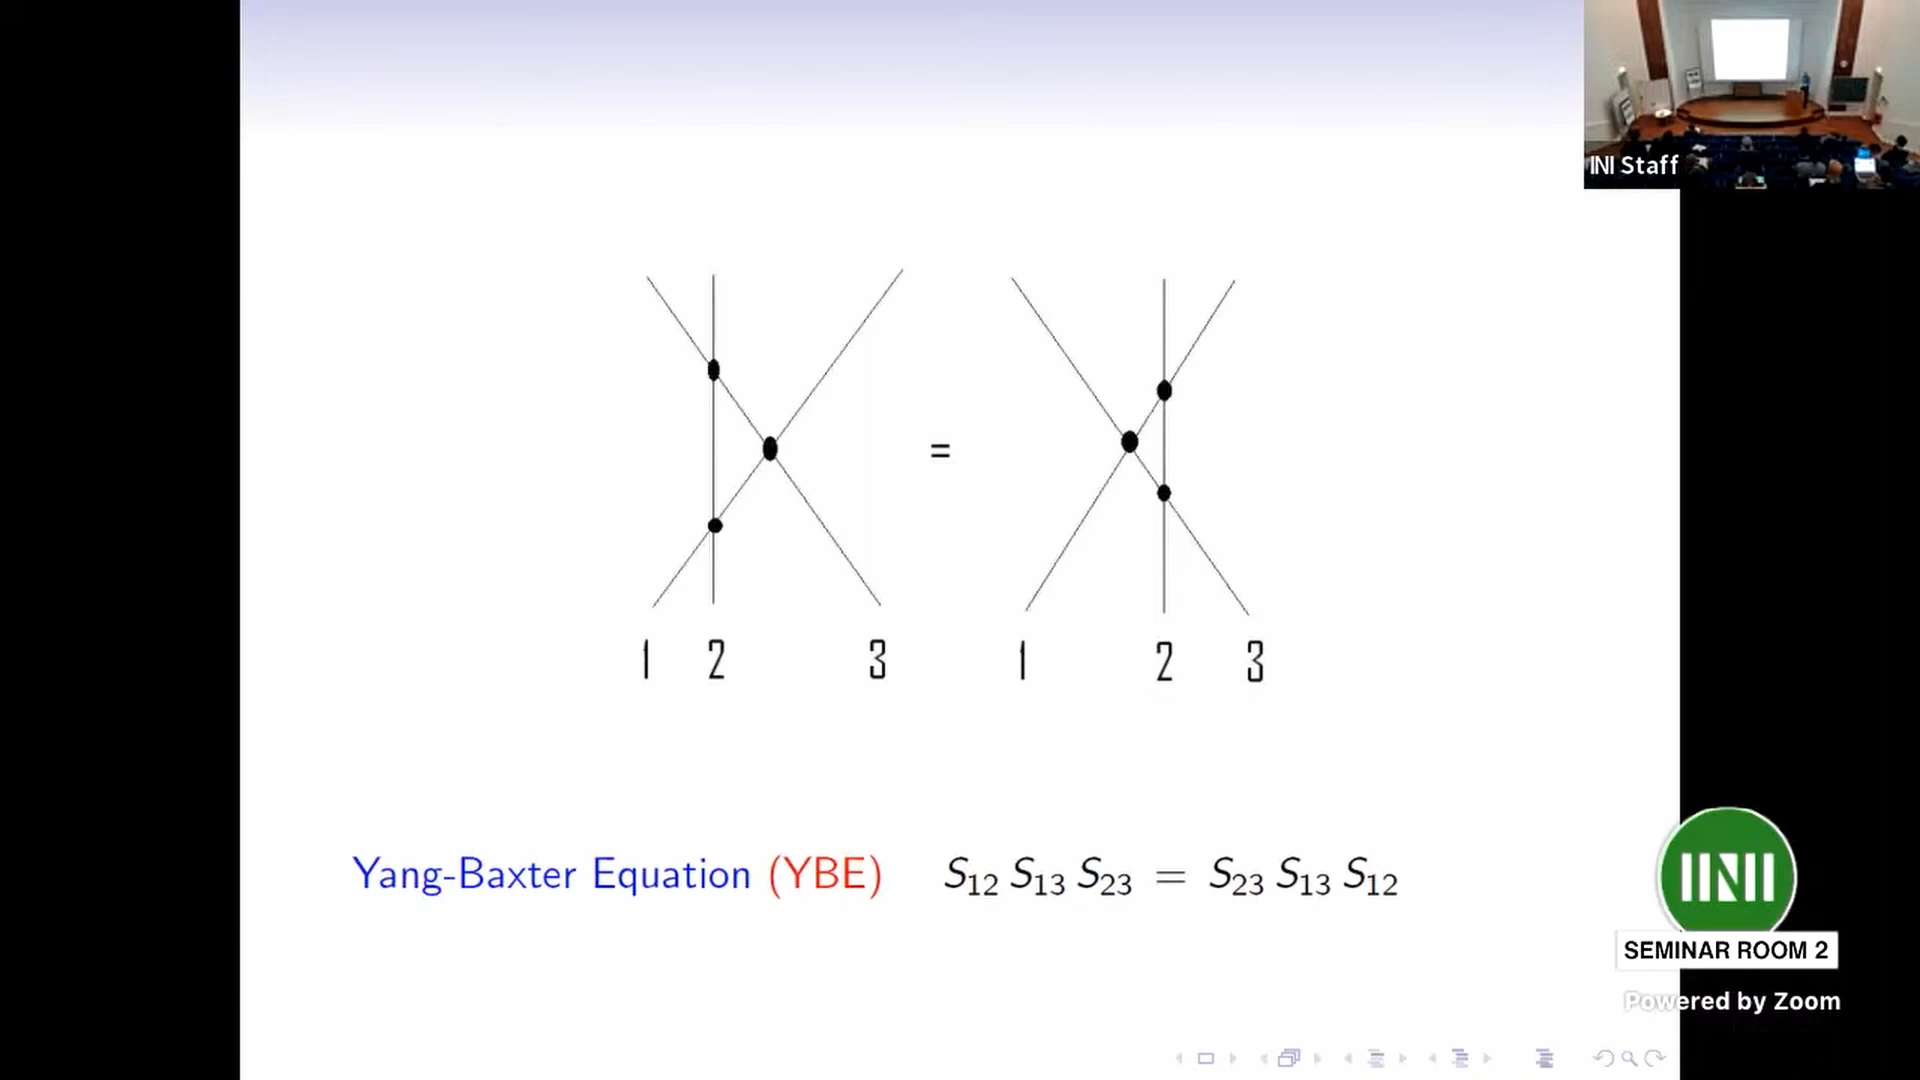 INI Staff
=
1 2 3 1 2 3
Yang-Baxter Equation (YBE) S₁₂ S₁₃ S₂₃ = S₂₃ S₁₃ S₁₂
INI
SEMINAR ROOM 2
Powered by Zoom